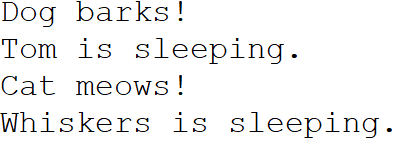 Dog barks!
Tom is sleeping.
Cat meows!
Whiskers is sleeping.